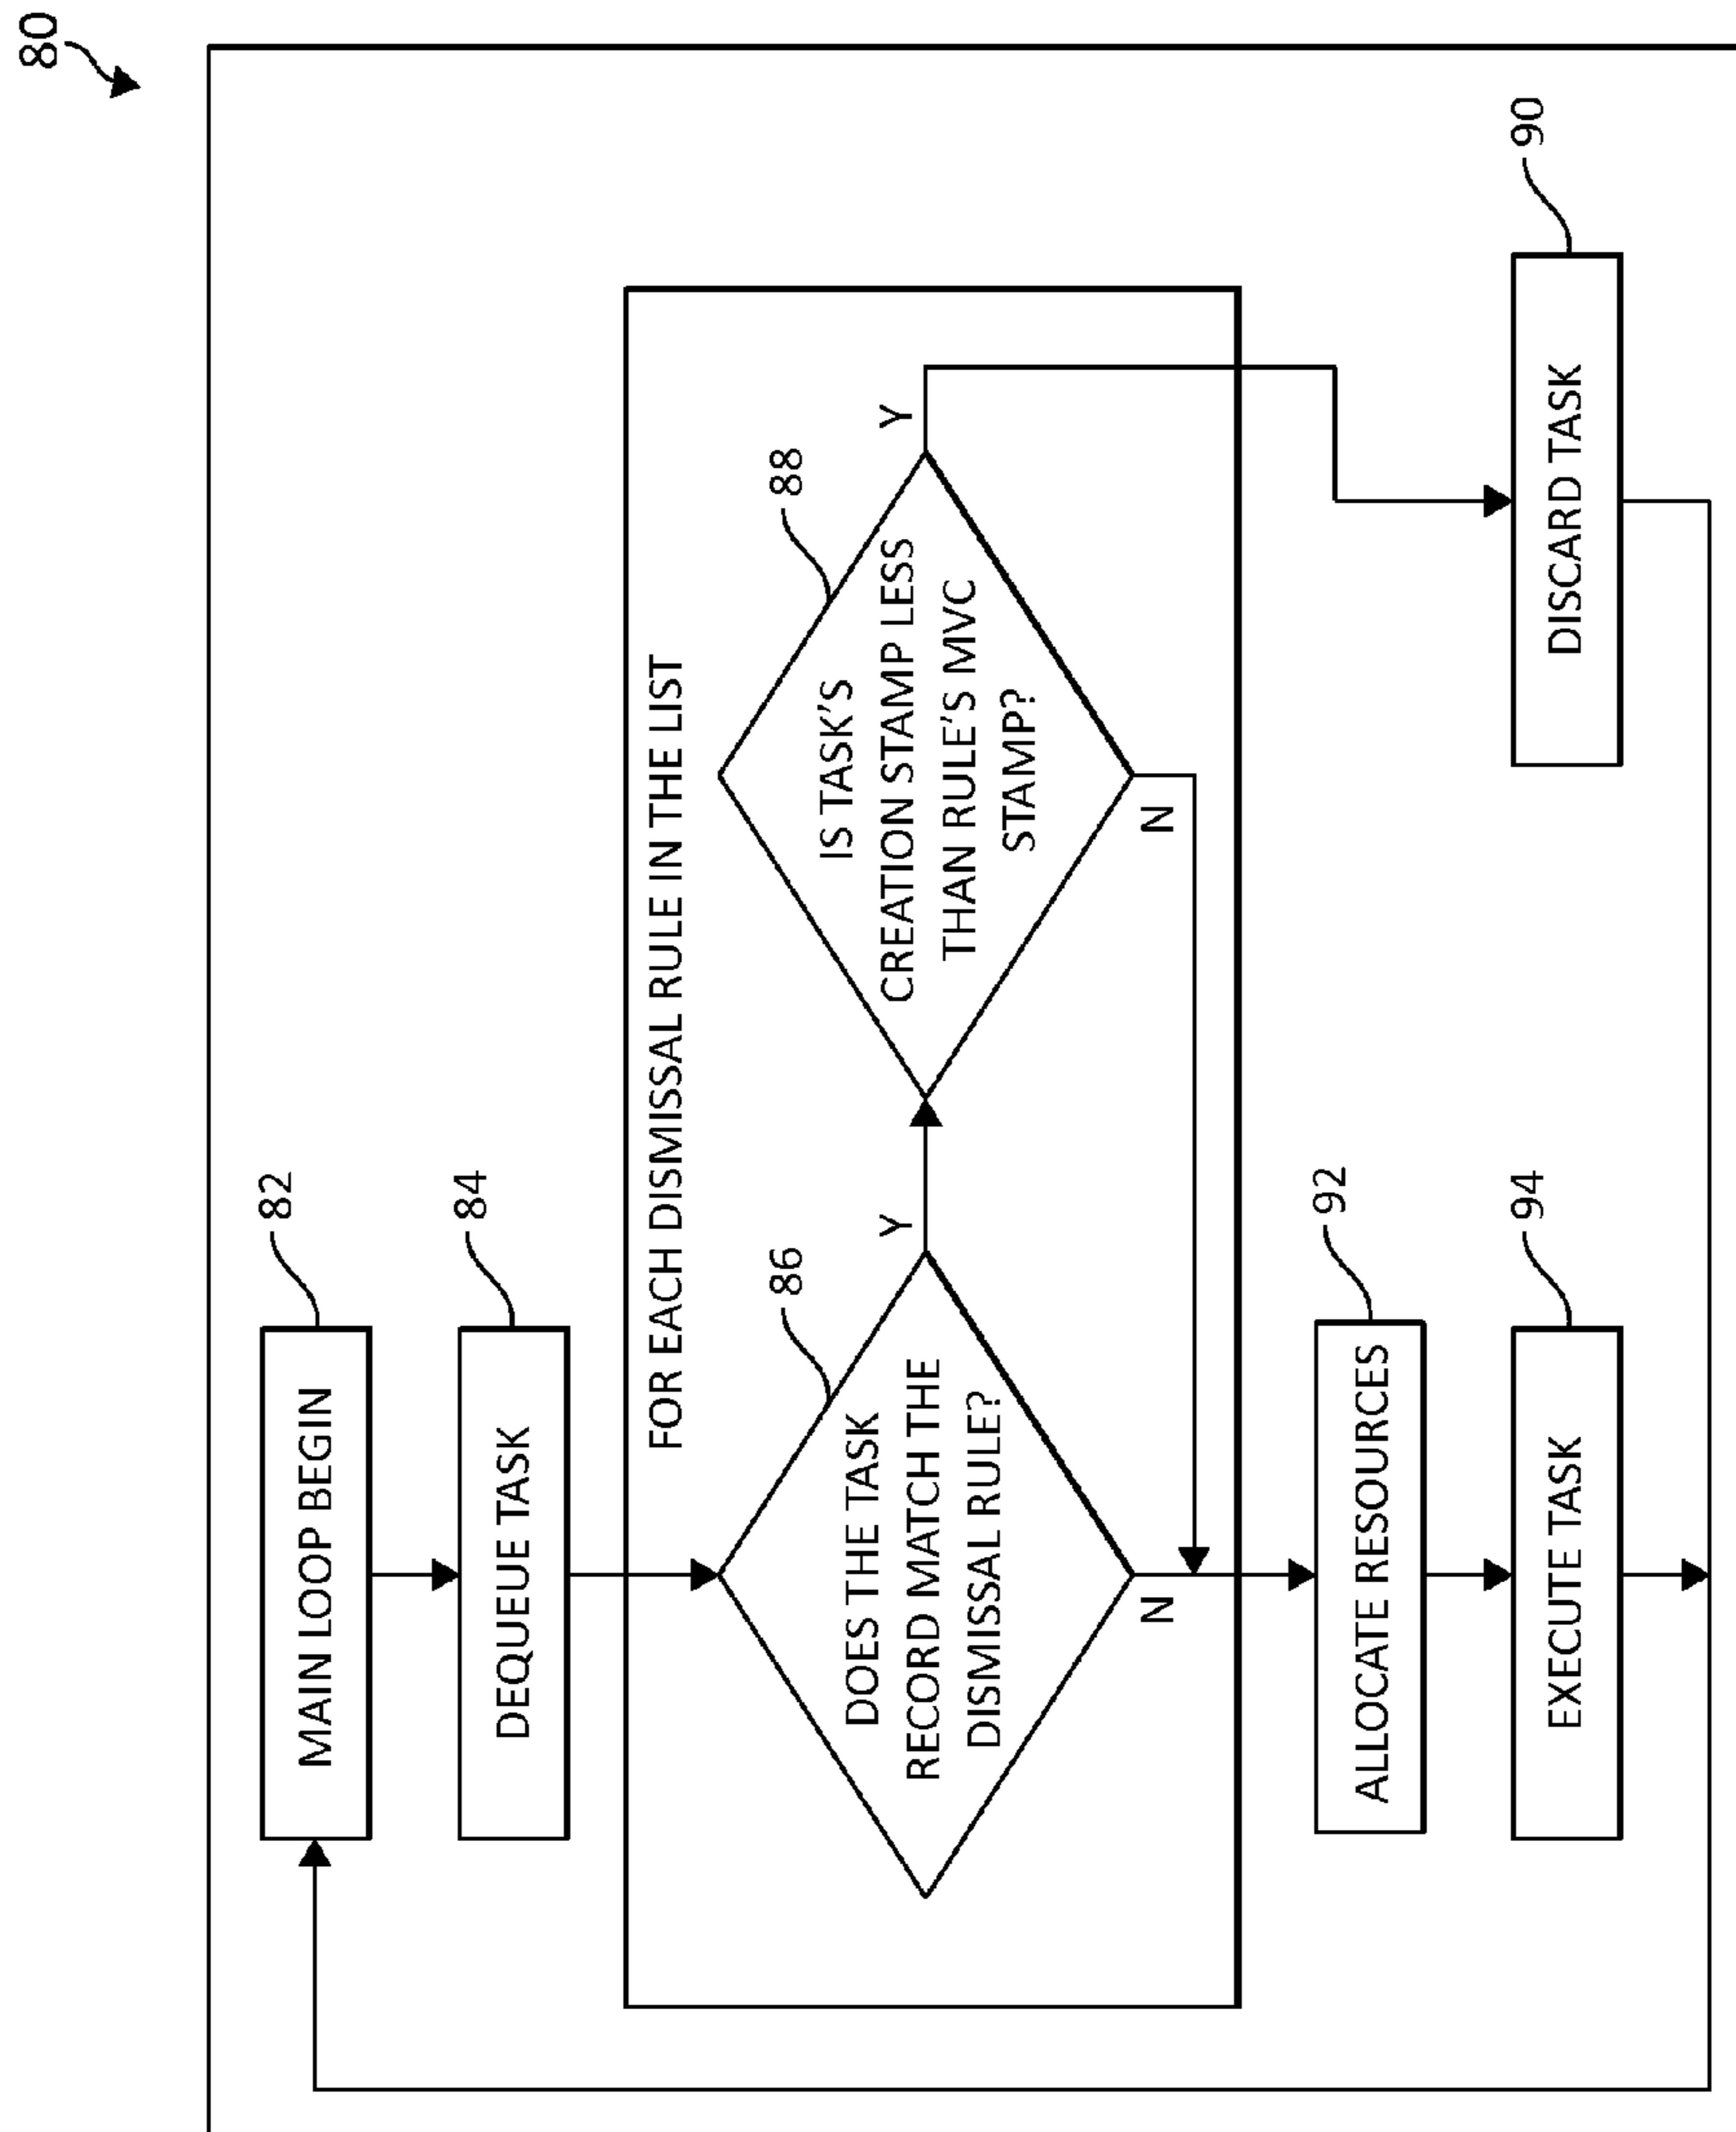 80
82
MAIN LOOP BEGIN
84
DEQUEUE TASK
FOR EACH DISMISSAL RULE IN THE LIST
86
DOES THE TASK
RECORD MATCH THE
DISMISSAL RULE?
Y
N
88
IS TASK'S
CREATION STAMP LESS
THAN RULE'S MVC
STAMP?
Y
N
92
ALLOCATE RESOURCES
94
EXECUTE TASK
90
DISCARD TASK